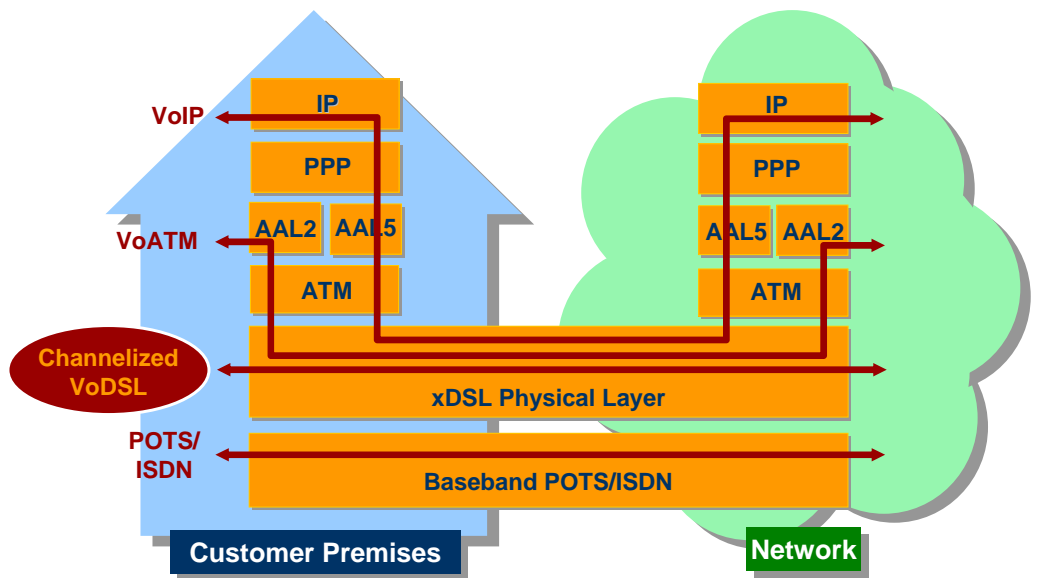 IP
VoIP
PPP
AAL2
AAL5
VoATM
ATM
IP
PPP
AAL5
AAL2
ATM
Channelized
VoDSL
xDSL Physical Layer
POTS/
ISDN
Baseband POTS/ISDN
Customer Premises
Network